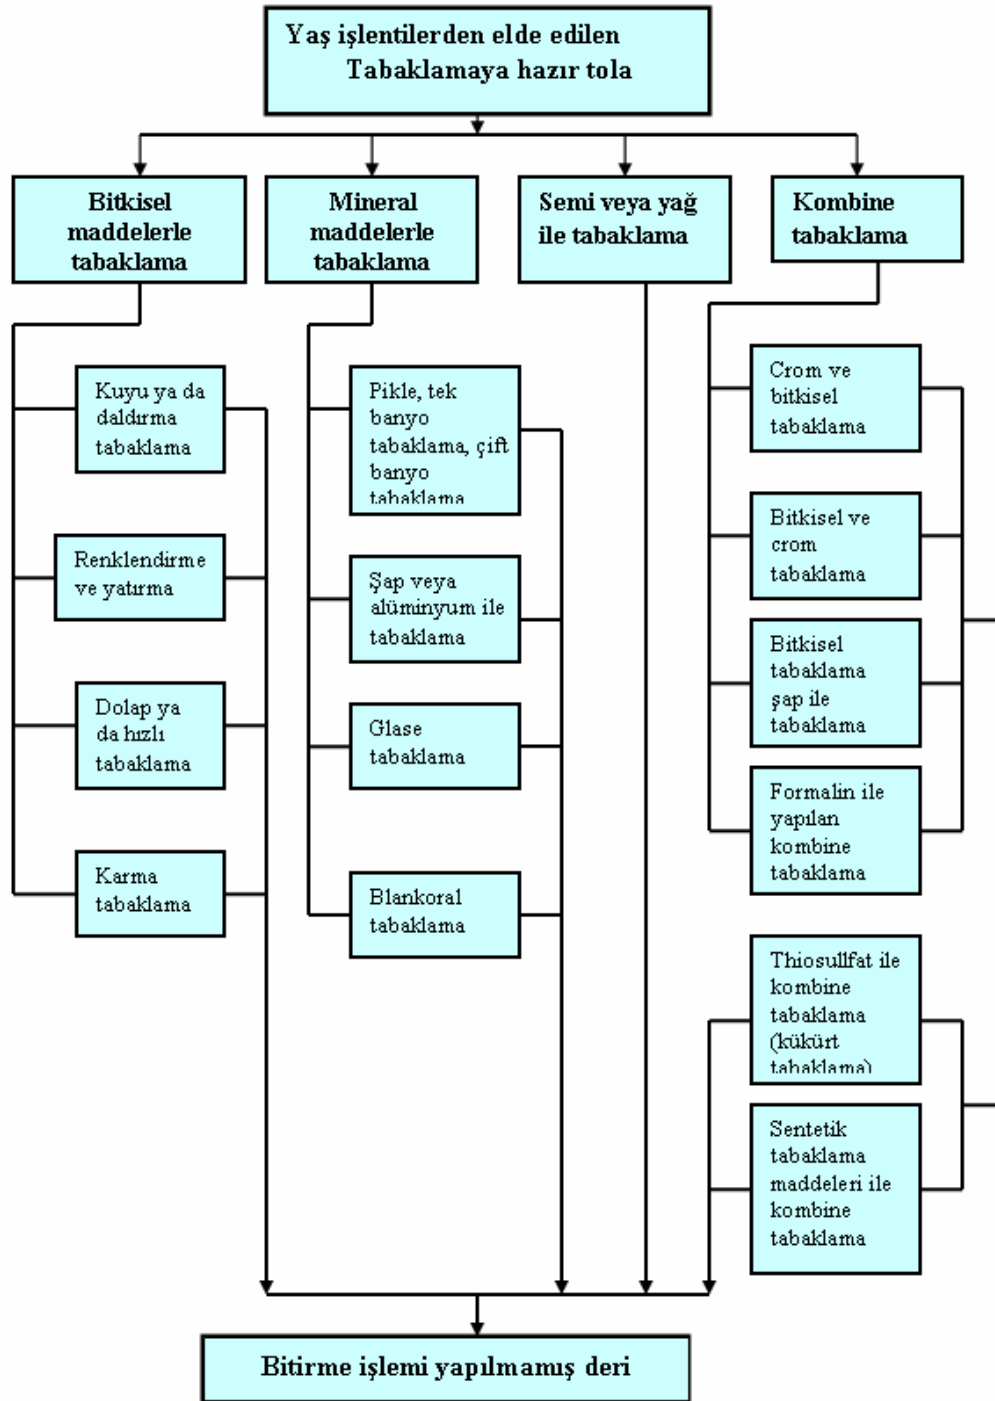 Yaş işlentilerden elde edilen
Tabaklamaya hazır tola
Bitkisel
maddelerle
tabaklama
Mineral
maddelerle
tabaklama
Semi veya yağ
ile tabaklama
Kombine
tabaklama
Kuyu ya da
daldırma
tabaklama
Renklendirme
ve yatırma
Dolap ya
da hızlı
tabaklama
Karma
tabaklama
Pikle, tek
banyo
tabaklama, çift
banyo
tabaklama
Şap veya
alüminyum ile
tabaklama
Glase
tabaklama
Blankoral
tabaklama
Crom ve
bitkisel
tabaklama
Bitkisel ve
crom
tabaklama
Bitkisel
tabaklama
şap ile
tabaklama
Formalin ile
yapılan
kombine
tabaklama
Thiosullfat ile
kombine
tabaklama
(kükürt
tabaklama)
Sentetik
tabaklama
maddeleri ile
kombine
tabaklama
Bitirme işlemi yapılmamış deri